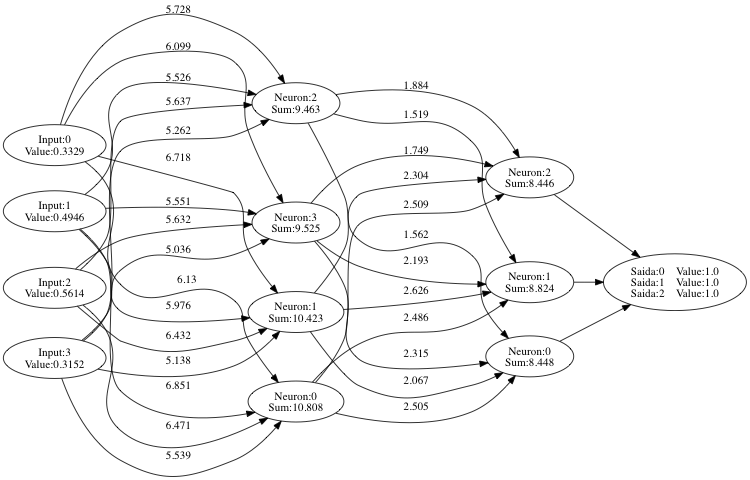 5.728
6.099
5.526
5.637
5.262
6.718
5.551
5.632
5.036
6.13
5.976
6.432
5.138
6.851
6.471
5.539
Input:0
Value:0.3329
Input:1
Value:0.4946
Input:2
Value:0.5614
Input:3
Value:0.3152
Neuron:2
Sum:9.463
Neuron:3
Sum:9.525
Neuron:1
Sum:10.423
Neuron:0
Sum:10.808
1.884
1.519
1.749
2.304
2.509
1.562
2.193
2.626
2.486
2.315
2.067
2.505
Neuron:2
Sum:8.446
Neuron:1
Sum:8.824
Neuron:0
Sum:8.448
Saida:0 Value:1.0
Saida:1 Value:1.0
Saida:2 Value:1.0